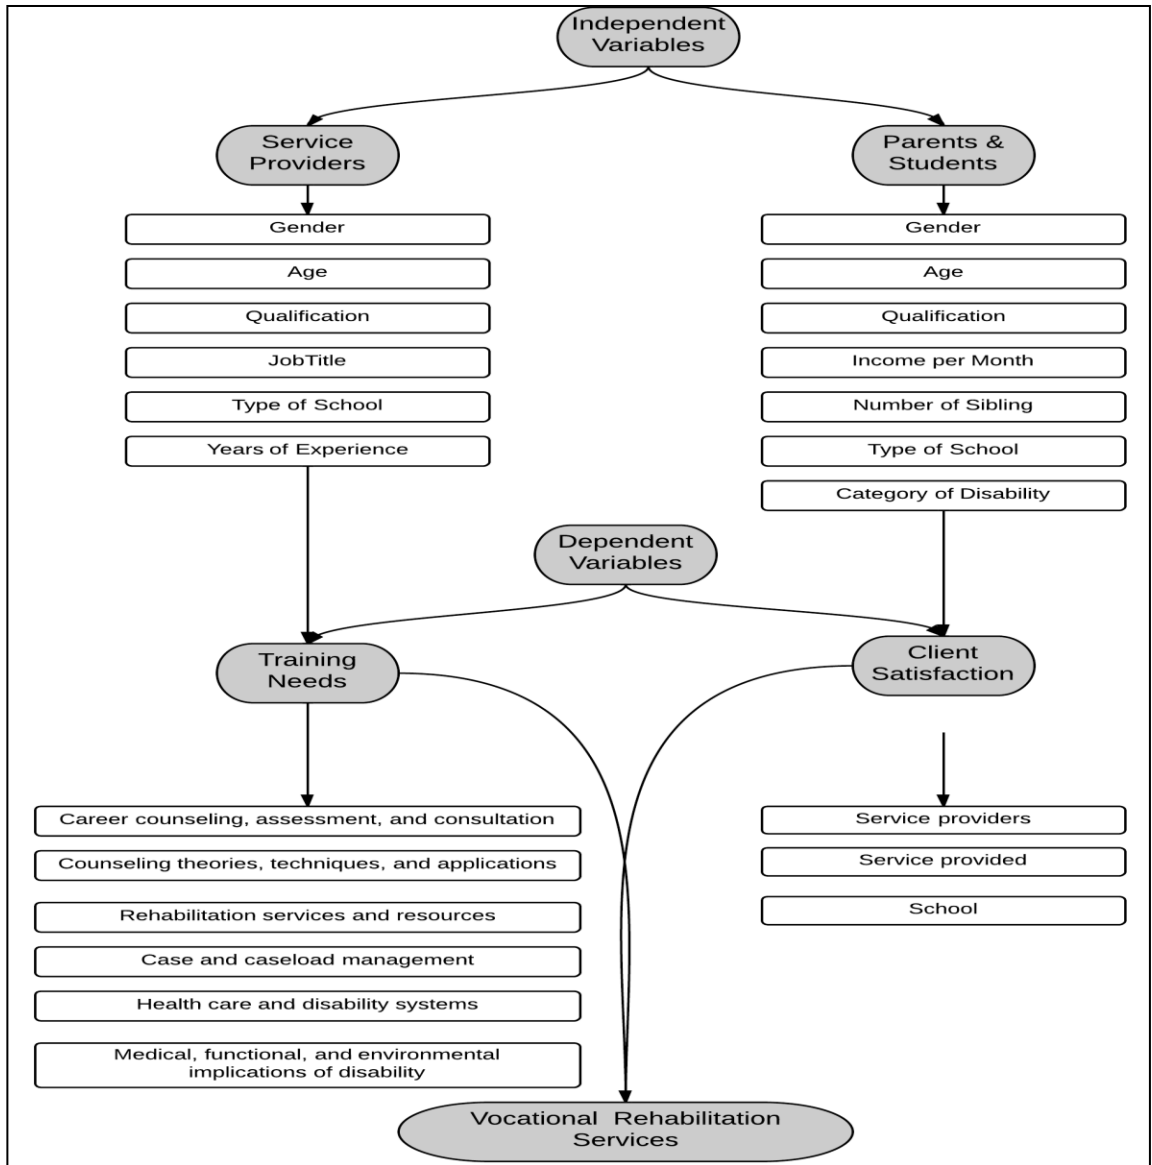 Independent
Variables
Service
Providers
Parents &
Students
Gender
Age
Qualification
JobTitle
Type of School
Years of Experience
Gender
Age
Qualification
Income per Month
Number of Sibling
Type of School
Category of Disability
Dependent
Variables
Training
Needs
Client
Satisfaction
Career counseling, assessment, and consultation
Counseling theories, techniques, and applications
Rehabilitation services and resources
Case and caseload management
Health care and disability systems
Medical, functional, and environmental
implications of disability
Service providers
Service provided
School
Vocational Rehabilitation
Services